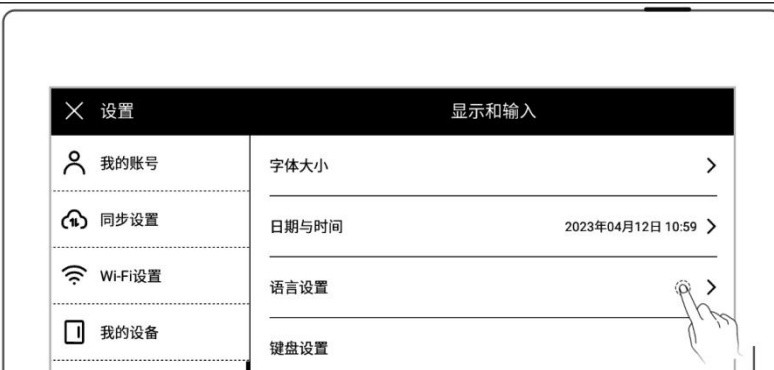 设置
显示和输入
我的账号
同步设置
Wi-Fi设置
我的设备
字体大小
日期与时间 2023年04月12日 10:59
语言设置
键盘设置